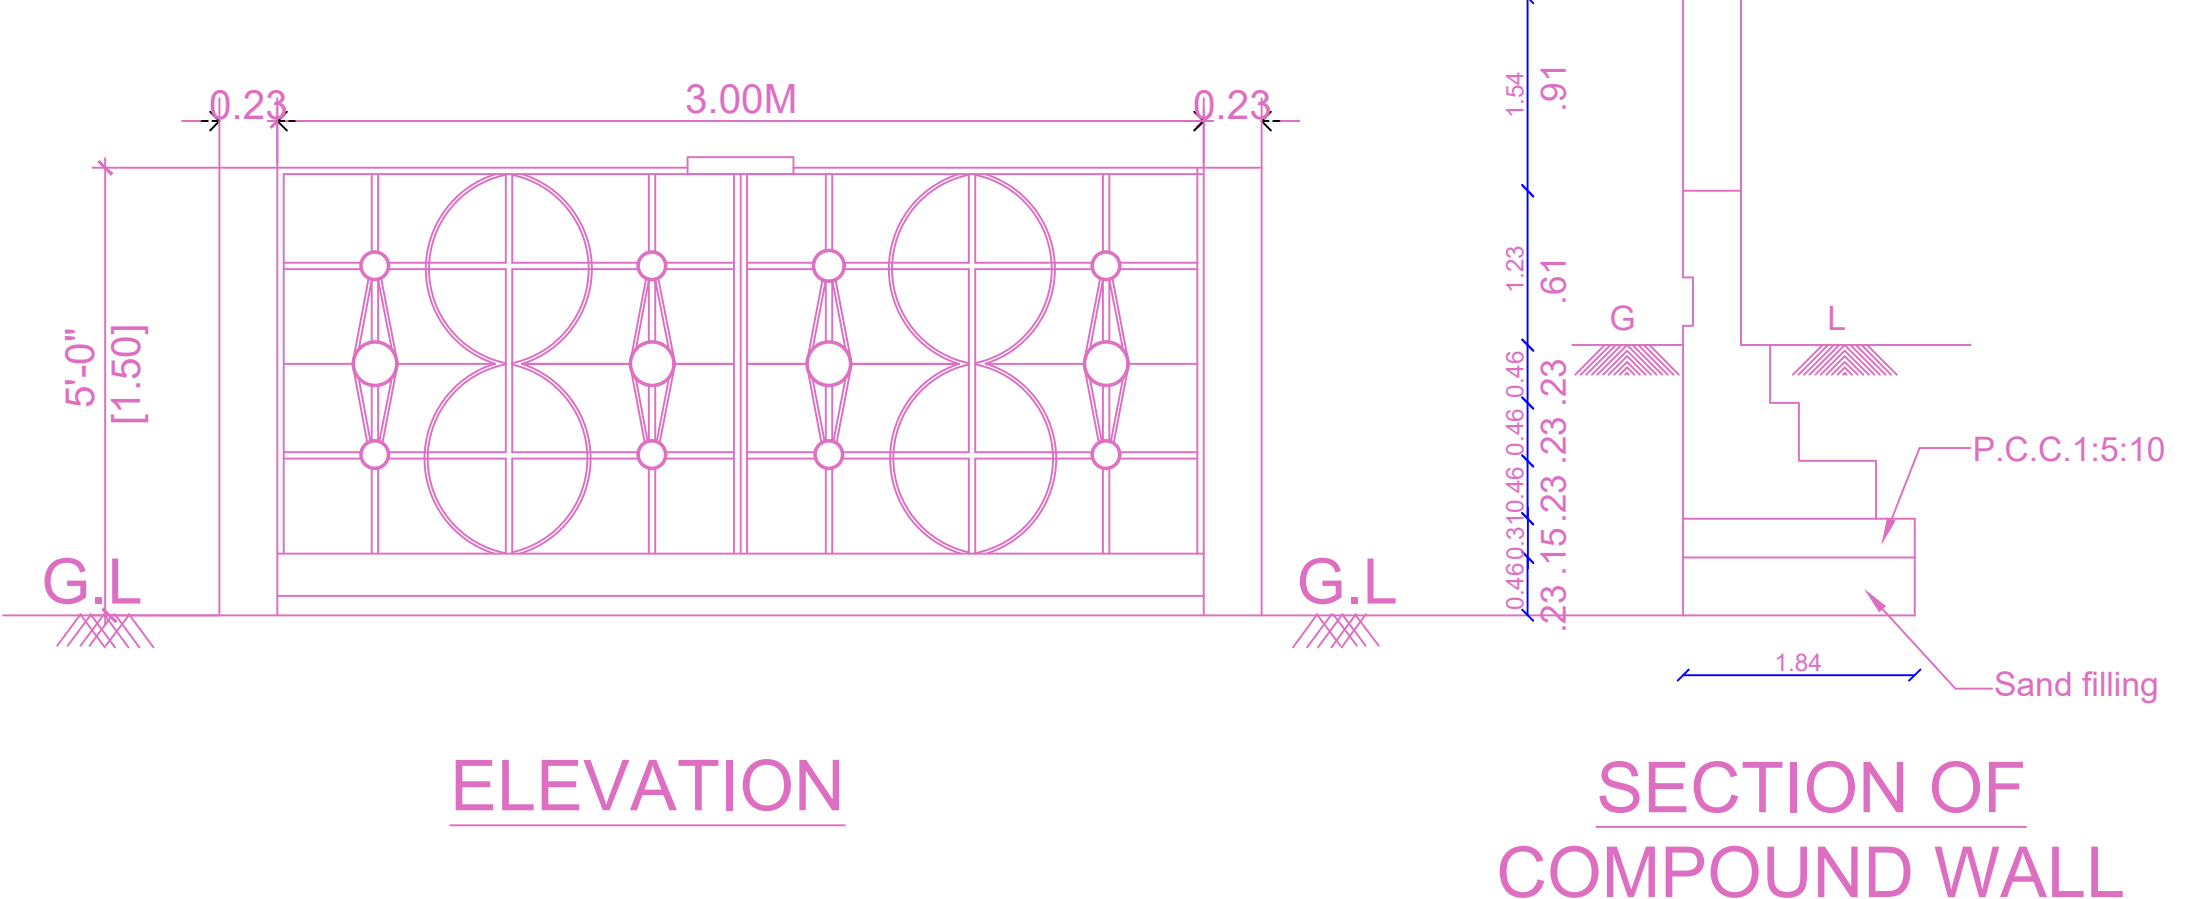 0.23
3.00M
0.23
5'-0"
[1.50]
G.L
G.L
ELEVATION
1.54
.91
1.23
.61
G
L
0.46
.23
0.46
.23
0.46
.23
0.31
.15
0.46
.23
P.C.C.1:5:10
Sand filling
1.84
SECTION OF
COMPOUND WALL